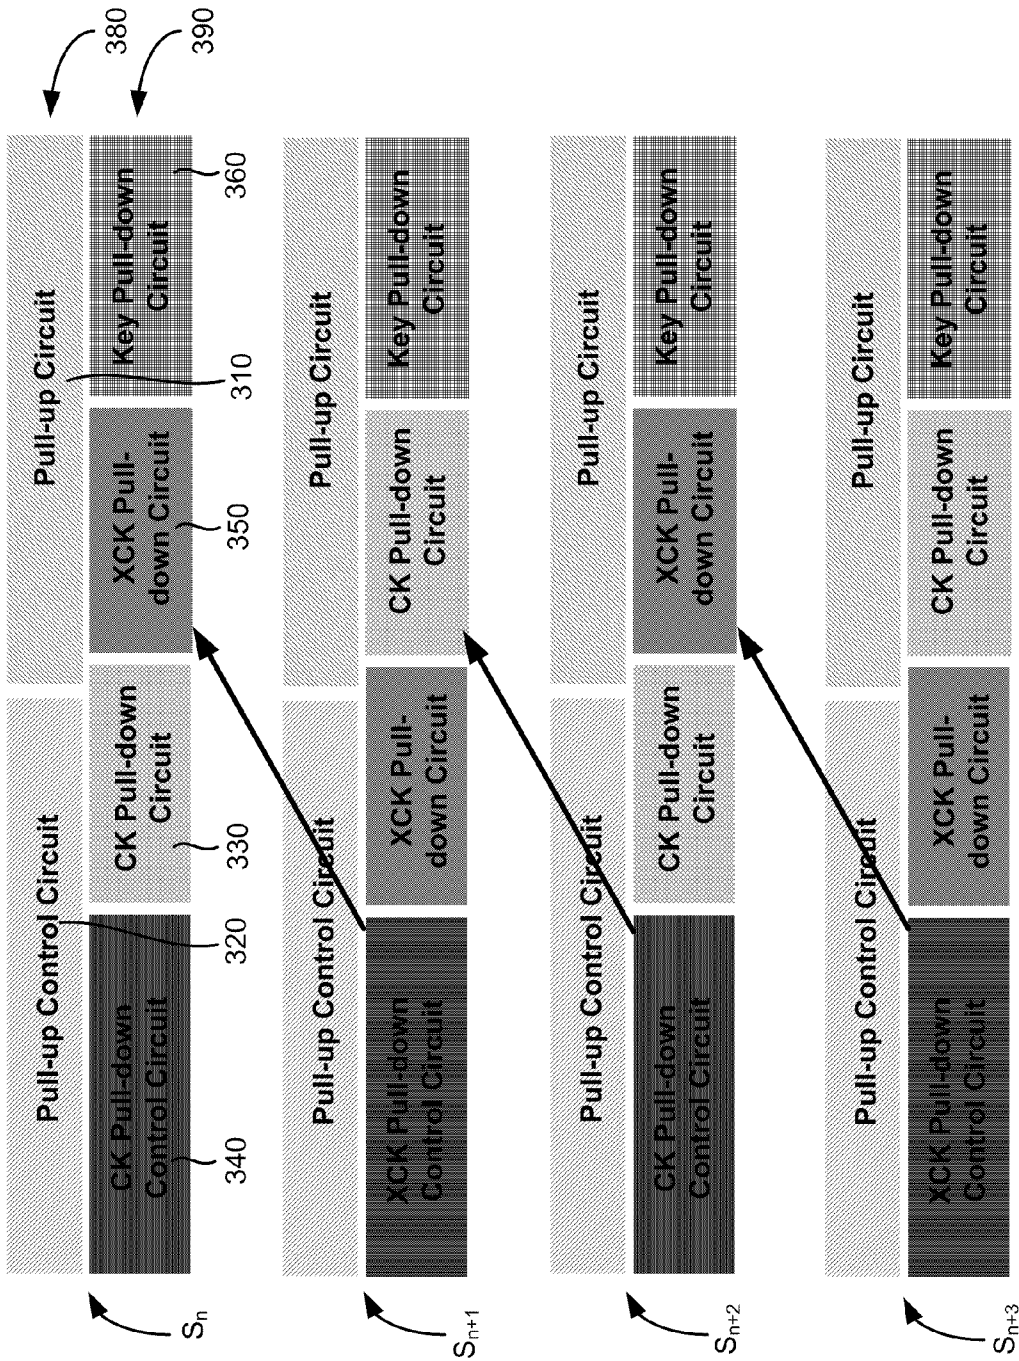 380
390
Pull-up Control Circuit
Pull-up Circuit
CK Pull-down
Control Circuit
CK Pull-down
Circuit
XCK Pull-
down Circuit
Key Pull-down
Circuit
340
320
330
350
310
360
Sn
Pull-up Control Circuit
Pull-up Circuit
XCK Pull-down
Control Circuit
XCK Pull-
down Circuit
CK Pull-down
Circuit
Key Pull-down
Circuit
Sn+1
Pull-up Control Circuit
Pull-up Circuit
CK Pull-down
Control Circuit
CK Pull-down
Circuit
XCK Pull-
down Circuit
Key Pull-down
Circuit
Sn+2
Pull-up Control Circuit
Pull-up Circuit
XCK Pull-down
Control Circuit
XCK Pull-
down Circuit
CK Pull-down
Circuit
Key Pull-down
Circuit
Sn+3